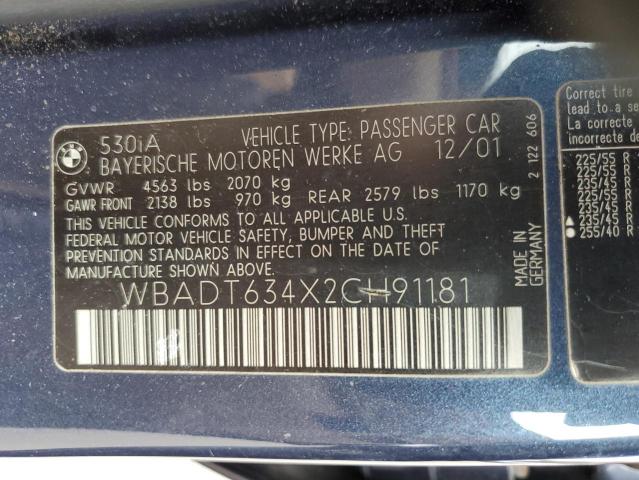 BMW
530iA VEHICLE TYPE: PASSENGER CAR
BAYERISCHE MOTOREN WERKE AG 12/01
GVWR 4563 lbs 2070 kg
GAWR FRONT 2138 lbs 970 kg REAR 2579 lbs 1170 kg
THIS VEHICLE CONFORMS TO ALL APPLICABLE U.S.
FEDERAL MOTOR VEHICLE SAFETY, BUMPER AND THEFT
PREVENTION STANDARDS IN EFFECT ON THE DATE OF
MANUFACTURE SHOWN ABOVE.
WBADT634X2CH91181
2 122 606
MADE IN
GERMANY
Correct tire
lead to a se
La correcte
incorrecte de
225/55 R
225/55 R
235/45 R
225/55 R
225/55 R
235/45 R
255/40 R